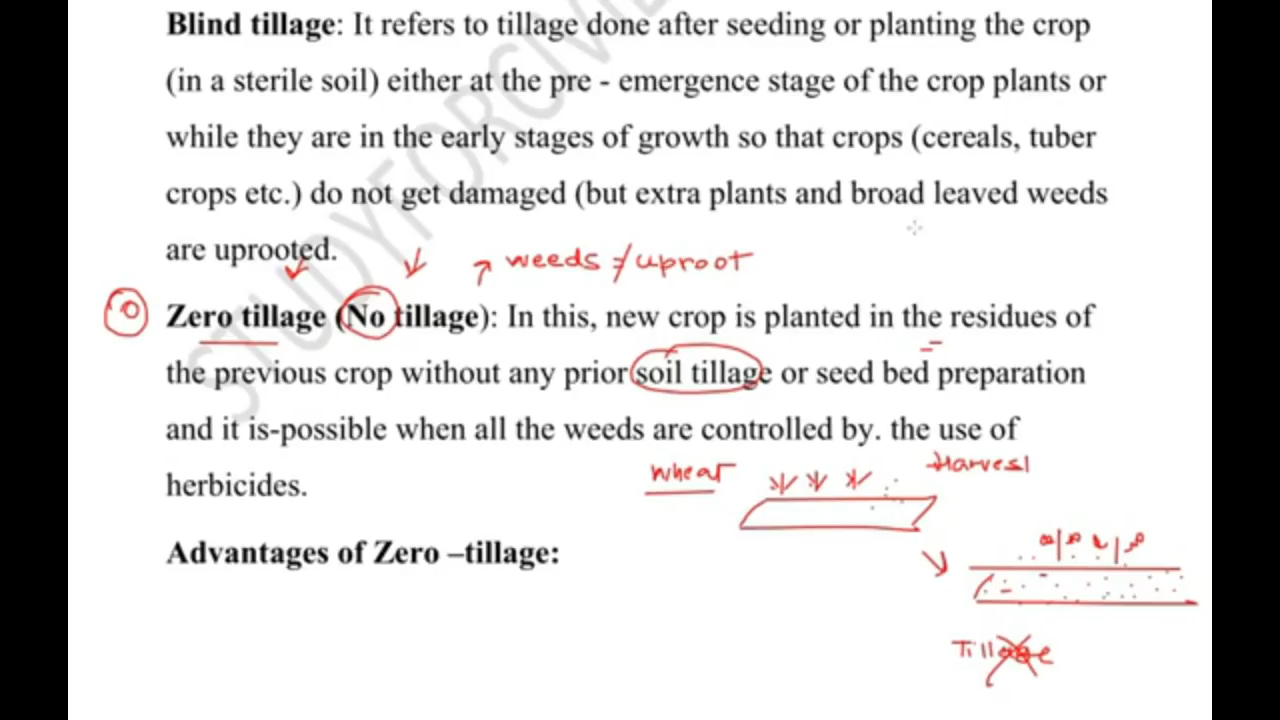 Blind tillage: It refers to tillage done after seeding or planting the crop
(in a sterile soil) either at the pre - emergence stage of the crop plants or
while they are in the early stages of growth so that crops (cereals, tuber
crops etc.) do not get damaged (but extra plants and broad leaved weeds
are uprooted.
weeds ≠ uproot
Zero tillage (No tillage): In this, new crop is planted in the residues of
the previous crop without any prior soil tillage or seed bed preparation
and it is-possible when all the weeds are controlled by. the use of
wheat Harvest
herbicides.
Advantages of Zero –tillage:
Tillage